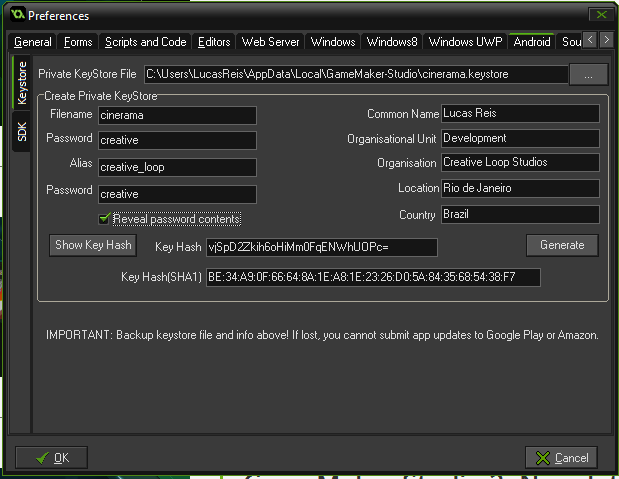 Preferences
General Forms Scripts and Code Editors Web Server Windows Windows8 Windows UWP Android Sou
Keystore
SDK
Private KeyStore File C:\Users\LucasReis\AppData\Local\GameMaker-Studio\cinerama.keystore ...
Create Private KeyStore
Filename cinerama
Password creative
Alias creative_loop
Password creative
Reveal password contents
Common Name Lucas Reis
Organisational Unit Development
Organisation Creative Loop Studios
Location Rio de Janeiro
Country Brazil
Show Key Hash Key Hash vjSpD2Zkih6oHiMm0FqENWhUOPc= Generate
Key Hash(SHA1) BE:34:A9:0F:66:64:8A:1E:A8:1E:23:26:D0:5A:84:35:68:54:38:F7
IMPORTANT: Backup keystore file and info above! If lost, you cannot submit app updates to Google Play or Amazon.
OK Cancel